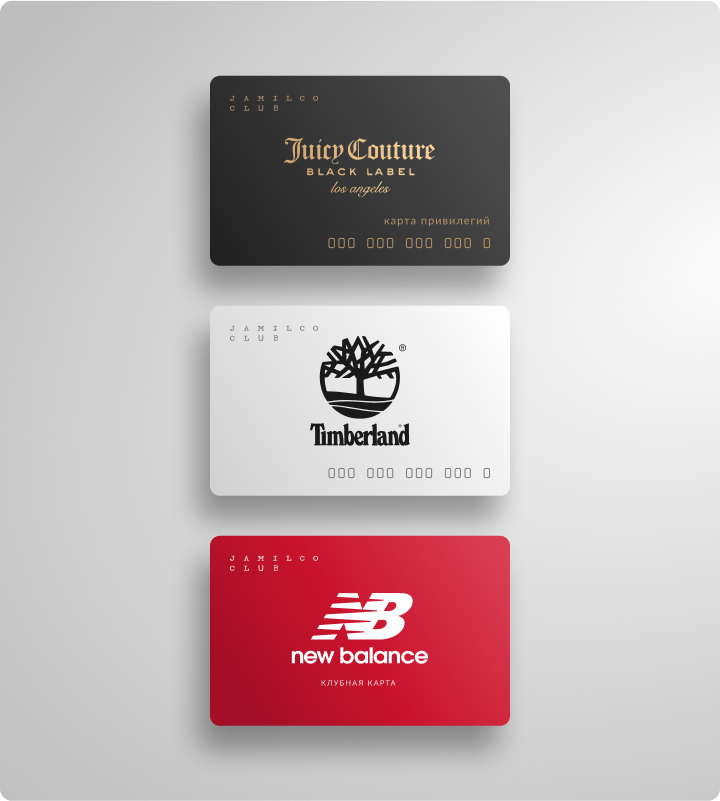 JAMILCO
CLUB
Juicy Couture
BLACK LABEL
los angeles
карта привилегий
000 000 000 000 0
JAMILCO
CLUB
®
Timberland
000 000 000 000 0
JAMILCO
CLUB
NB
new balance
КЛУБНАЯ КАРТА